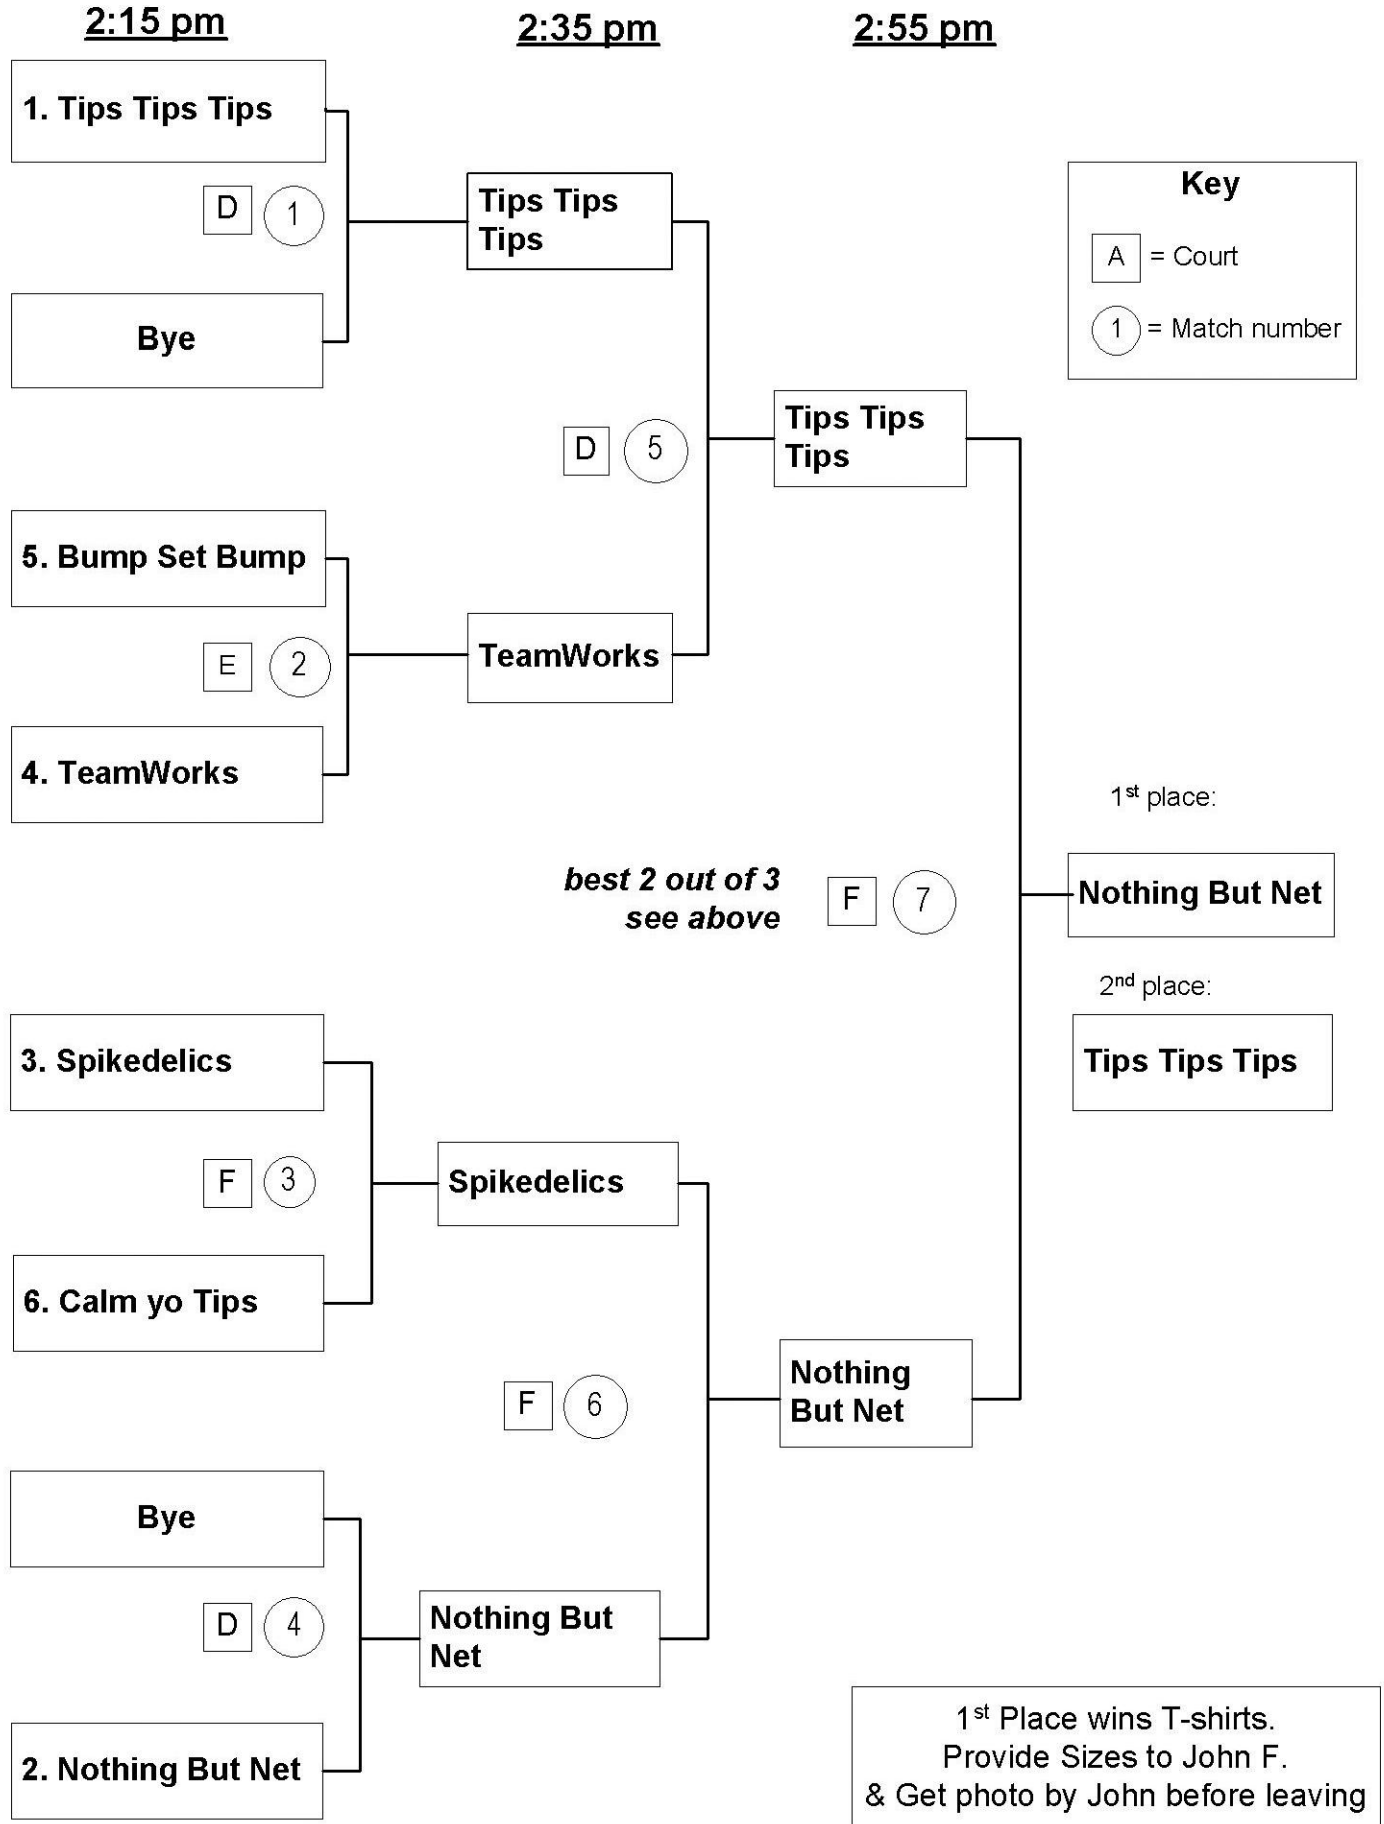 2:15 pm
2:35 pm
2:55 pm
1. Tips Tips Tips
D
1
Bye
Tips Tips
Tips
Key
A = Court
1 = Match number
D
5
Tips Tips
Tips
5. Bump Set Bump
E
2
4. TeamWorks
TeamWorks
best 2 out of 3
see above
F
7
1st place:
Nothing But Net
2nd place:
Tips Tips Tips
3. Spikedelics
F
3
6. Calm yo Tips
Spikedelics
F
6
Nothing
But Net
Bye
D
4
2. Nothing But Net
Nothing But
Net
1st Place wins T-shirts.
Provide Sizes to John F.
& Get photo by John before leaving